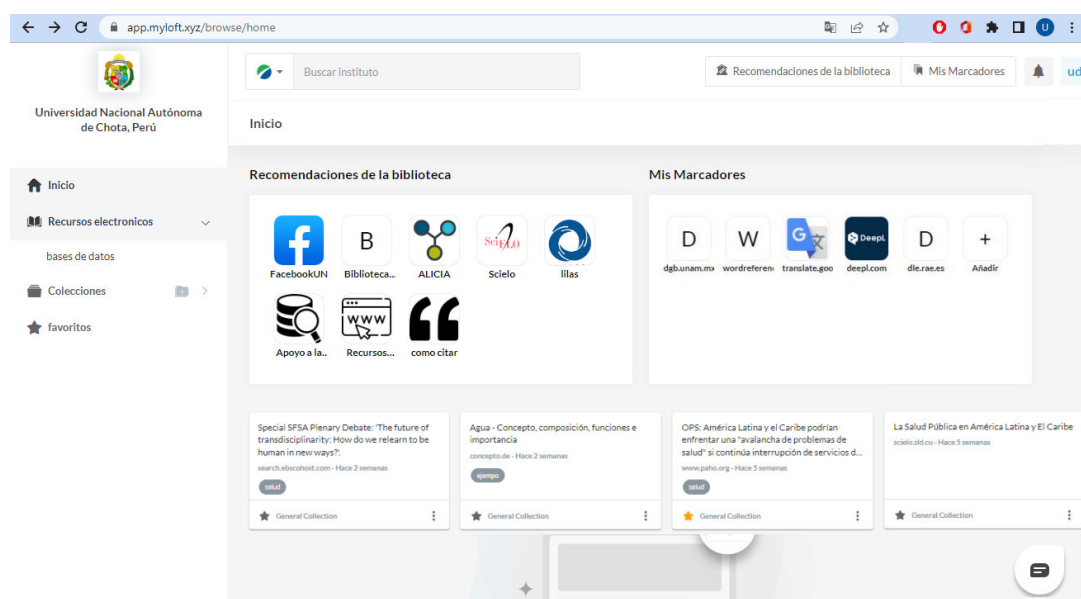 app.myloft.xyz/browse/home
U
Universidad Nacional Autónoma
de Chota, Perú
Buscar instituto
Recomendaciones de la biblioteca
Mis Marcadores
ud
Inicio
Inicio
Recursos electronicos
bases de datos
Colecciones
favoritos
Recomendaciones de la biblioteca
B
SciELO
FacebookUN
Biblioteca...
ALICIA
Scielo
lilas
www
Apoyo a la..
Recursos...
como citar
Mis Marcadores
D
W
G
DeepL
D
+
dgb.unam.mx
wordreferen
translate.goo
deepl.com
dle.rae.es
Añadir
Special SFSA Plenary Debate: 'The future of
transdisciplinarity: How do we relearn to be
human in new ways?'.
search.ebscohost.com - Hace 2 semanas
salud
General Collection
Agua - Concepto, composición, funciones e
importancia
concepto.de - Hace 2 semanas
ejempo
General Collection
OPS: América Latina y el Caribe podrían
enfrentar una "avalancha de problemas de
salud" si continúa interrupción de servicios d...
www.paho.org - Hace 5 semanas
salud
General Collection
La Salud Pública en América Latina y El Caribe
scielo.sld.cu - Hace 5 semanas
General Collection